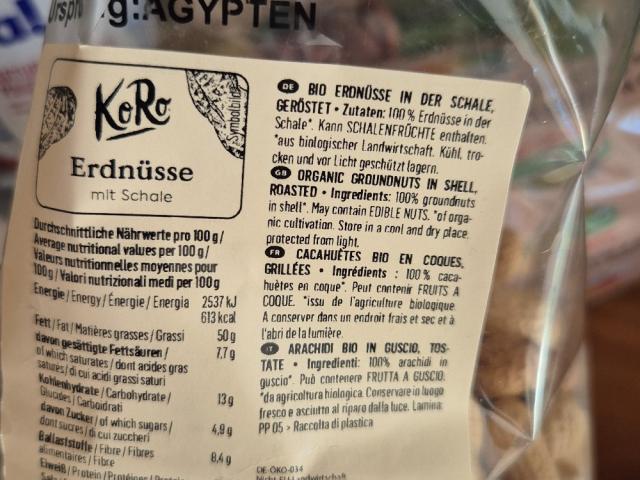 g:ÄGYPTEN
KoRo
Symbolbild
Erdnüsse
mit Schale
Durchschnittliche Nährwerte pro 100 g /
Average nutritional values per 100 g /
Valeurs nutritionnelles moyennes pour
100 g / Valori nutrizionali medi per 100 g
Energie / Energy / Énergie / Energia 2537 kJ
613 kcal
Fett / Fat / Matières grasses / Grassi 50 g
davon gesättigte Fettsäuren / 7,7 g
of which saturates / dont acides gras
saturés / di cui acidi grassi saturi
Kohlenhydrate / Carbohydrate / 13 g
Glucides / Carboidrati
davon Zucker / of which sugars / 4,9 g
dont sucres / di cui zuccheri
Ballaststoffe / Fibre / Fibres 8,4 g
alimentaires / Fibre
Eiweiß / Protein / Protéines /
DE BIO ERDNÜSSE IN DER SCHALE,
GERÖSTET • Zutaten: 100 % Erdnüsse in der
Schale*. Kann SCHALENFRÜCHTE enthalten.
*aus biologischer Landwirtschaft. Kühl, tro-
cken und vor Licht geschützt lagern.
GB ORGANIC GROUNDNUTS IN SHELL,
ROASTED • Ingredients: 100% groundnuts
in shell*. May contain EDIBLE NUTS. *of orga-
nic cultivation. Store in a cool and dry place
protected from light.
FR CACAHUÈTES BIO EN COQUES,
GRILLÉES • Ingrédients : 100 % caca-
huètes en coque*. Peut contenir FRUITS À
COQUE. *issu de l'agriculture biologique.
A conserver dans un endroit frais et sec et à
l'abri de la lumière.
IT ARACHIDI BIO IN GUSCIO, TOS-
TATE • Ingredienti: 100% arachidi in
guscio*. Può contenere FRUTTA A GUSCIO.
*da agricoltura biologica. Conservare in luogo
fresco e asciutto al riparo dalla luce. Lamina:
PP 05 > Raccolta di plastica
DE-ÖKO-034